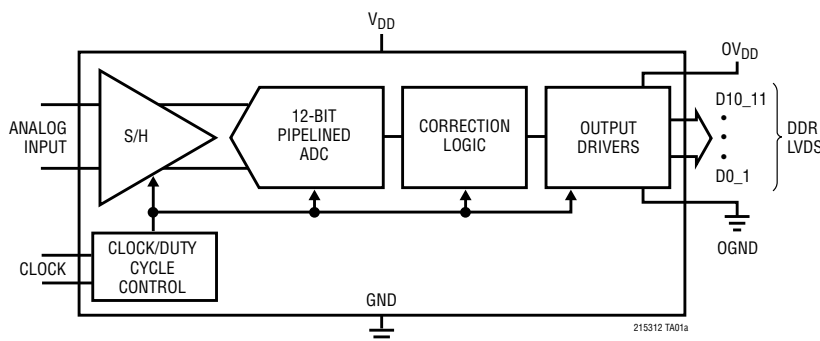 VDD
OVDD
ANALOG
INPUT
S/H
12-BIT
PIPELINED
ADC
CORRECTION
LOGIC
OUTPUT
DRIVERS
D10_11
•
•
•
D0_1
DDR
LVDS
OGND
CLOCK
CLOCK/DUTY
CYCLE
CONTROL
GND
215312 TA01a